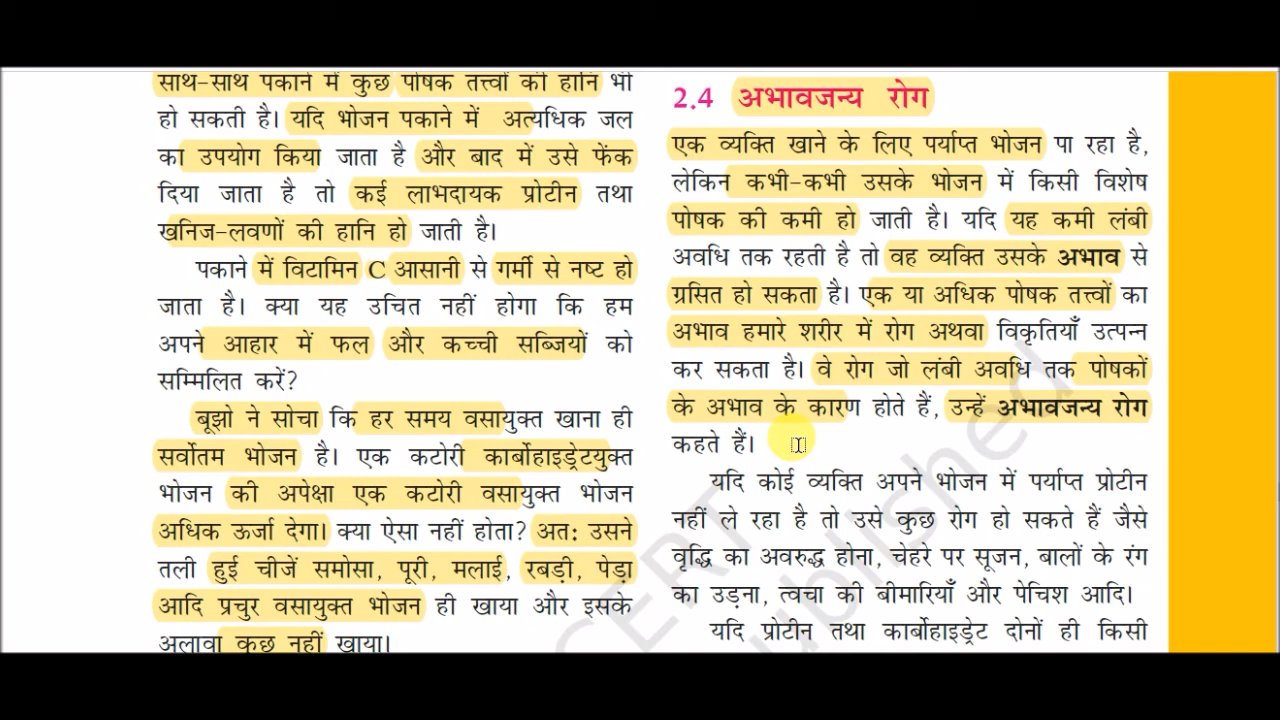 साथ-साथ पकाने में कुछ पोषक तत्त्वों की हानि भी
हो सकती है। यदि भोजन पकाने में अत्यधिक जल
का उपयोग किया जाता है और बाद में उसे फेंक
दिया जाता है तो कई लाभदायक प्रोटीन तथा
खनिज-लवणों की हानि हो जाती है।
पकाने में विटामिन C आसानी से गर्मी से नष्ट हो
जाता है। क्या यह उचित नहीं होगा कि हम
अपने आहार में फल और कच्ची सब्जियों को
सम्मिलित करें?
बूझो ने सोचा कि हर समय वसायुक्त खाना ही
सर्वोतम भोजन है। एक कटोरी कार्बोहाइड्रेटयुक्त
भोजन की अपेक्षा एक कटोरी वसायुक्त भोजन
अधिक ऊर्जा देगा। क्या ऐसा नहीं होता? अतः उसने
तली हुई चीजें समोसा, पूरी, मलाई, रबड़ी, पेड़ा
आदि प्रचुर वसायुक्त भोजन ही खाया और इसके
अलावा कुछ नहीं खाया।
2.4 अभावजन्य रोग
एक व्यक्ति खाने के लिए पर्याप्त भोजन पा रहा है,
लेकिन कभी-कभी उसके भोजन में किसी विशेष
पोषक की कमी हो जाती है। यदि यह कमी लंबी
अवधि तक रहती है तो वह व्यक्ति उसके अभाव से
ग्रसित हो सकता है। एक या अधिक पोषक तत्त्वों का
अभाव हमारे शरीर में रोग अथवा विकृतियाँ उत्पन्न
कर सकता है। वे रोग जो लंबी अवधि तक पोषकों
के अभाव के कारण होते हैं, उन्हें अभावजन्य रोग
कहते हैं।
यदि कोई व्यक्ति अपने भोजन में पर्याप्त प्रोटीन
नहीं ले रहा है तो उसे कुछ रोग हो सकते हैं जैसे
वृद्धि का अवरुद्ध होना, चेहरे पर सूजन, बालों के रंग
का उड़ना, त्वचा की बीमारियाँ और पेचिश आदि।
यदि प्रोटीन तथा कार्बोहाइड्रेट दोनों ही किसी